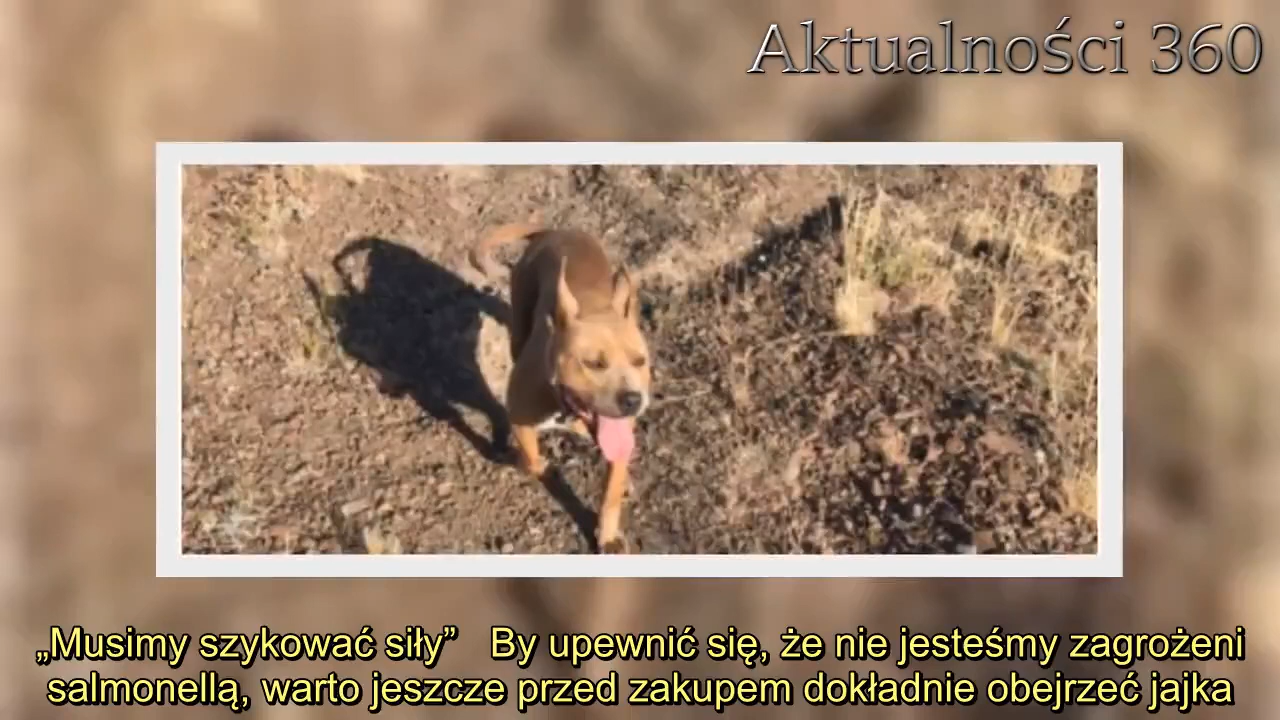 Aktualności 360
„Musimy szykować siły” By upewnić się, że nie jesteśmy zagrożeni
salmonellą, warto jeszcze przed zakupem dokładnie obejrzeć jajka